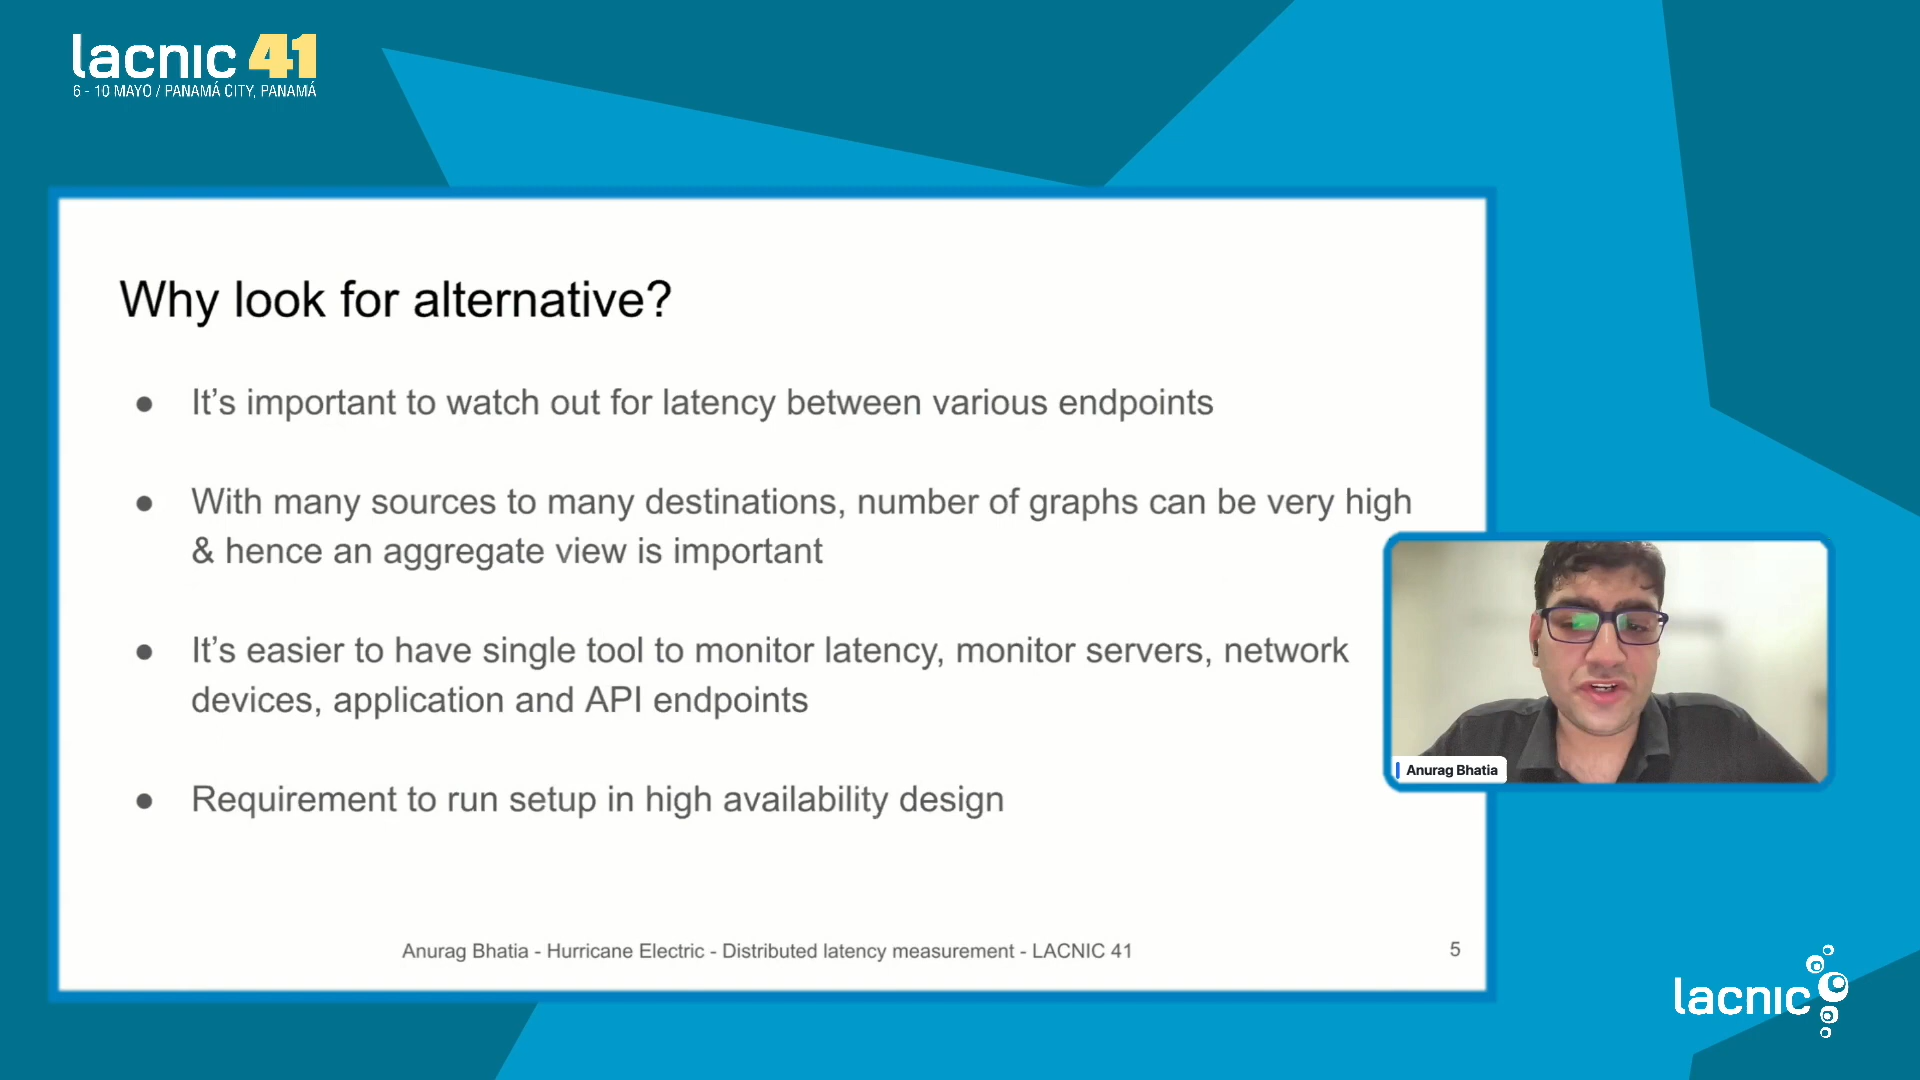 lacnic 41
6 - 10 MAYO / PANAMÁ CITY, PANAMÁ
Why look for alternative?
● It’s important to watch out for latency between various endpoints
● With many sources to many destinations, number of graphs can be very high
& hence an aggregate view is important
● It’s easier to have single tool to monitor latency, monitor servers, network
devices, application and API endpoints
● Requirement to run setup in high availability design
Anurag Bhatia - Hurricane Electric - Distributed latency measurement - LACNIC 41
5
Anurag Bhatia
lacnic